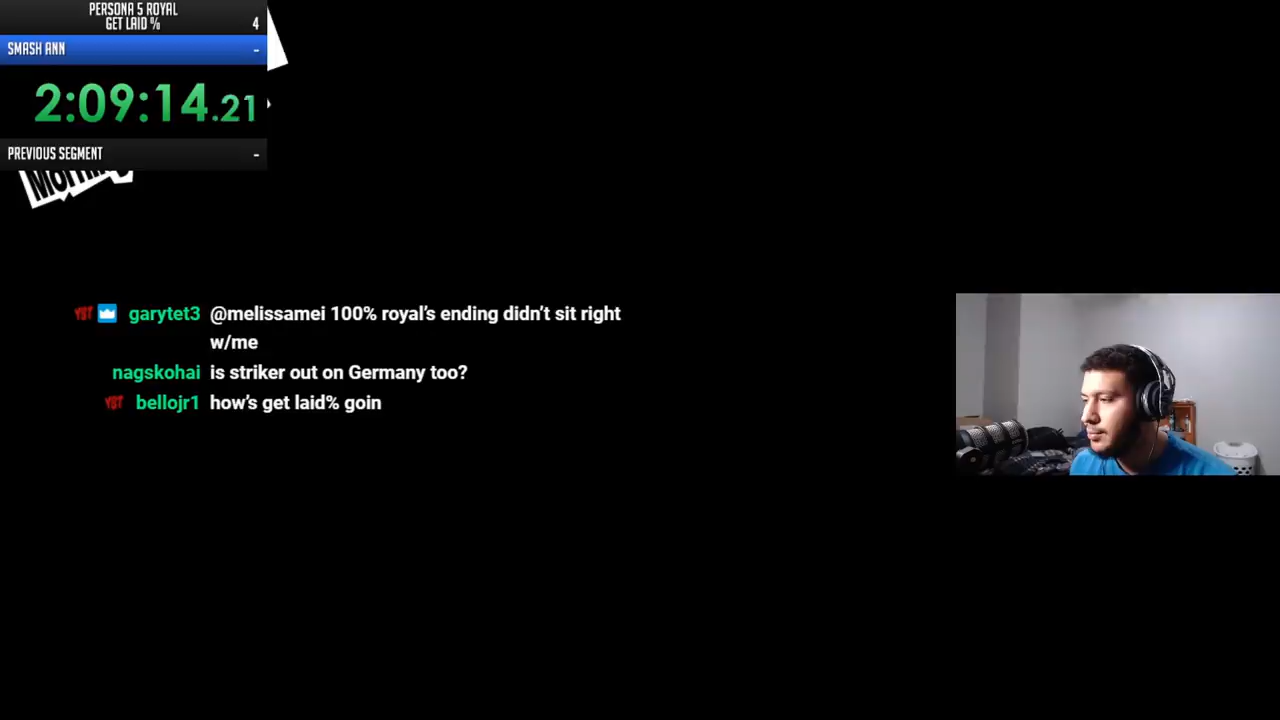 PERSONA 5 ROYAL
GET LAID %
4
SMASH ANN -
2:09:14.21
PREVIOUS SEGMENT -
garytet3 @melissamei 100% royal's ending didn't sit right
w/me
nagskohai is striker out on Germany too?
bellojr1 how's get laid% goin